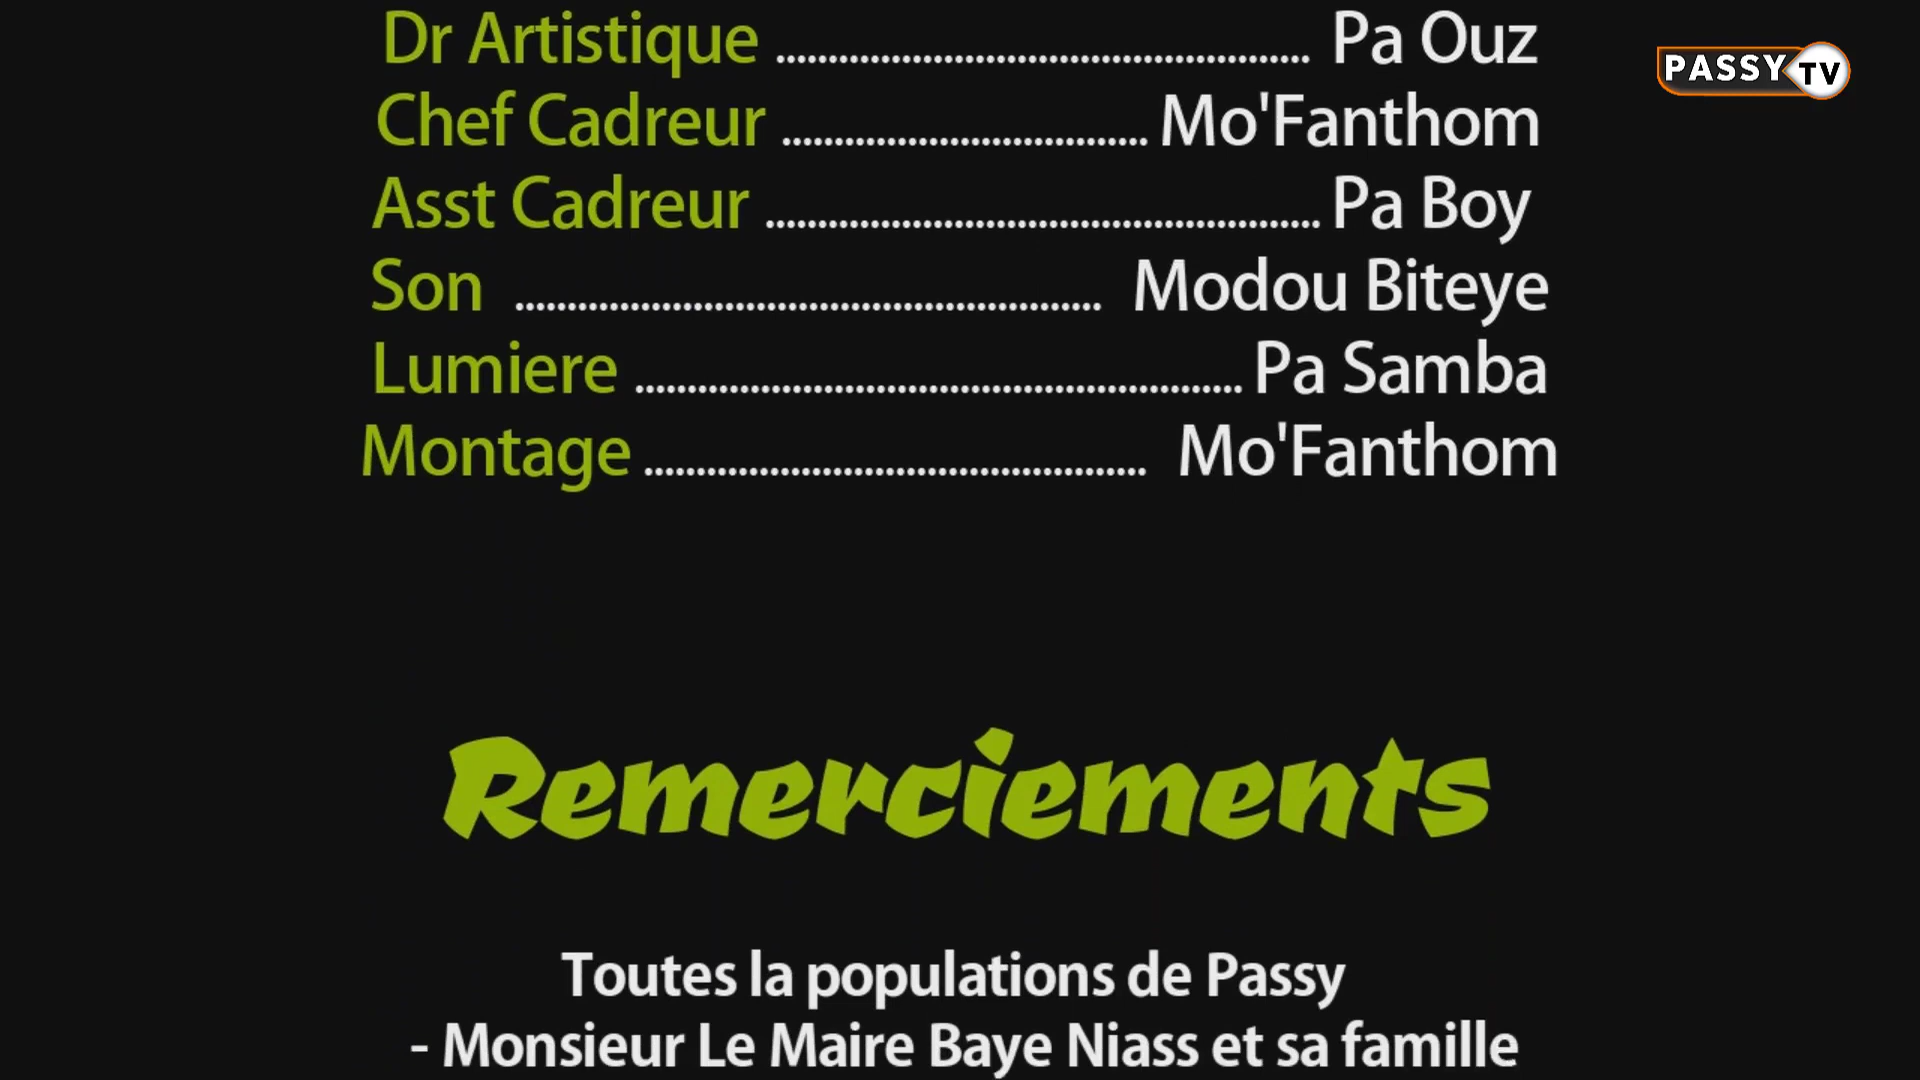 Dr Artistique ................................................... Pa Ouz
PASSY TV
Chef Cadreur ................................... Mo'Fanthom
Asst Cadreur ..................................................... Pa Boy
Son ........................................................ Modou Biteye
Lumiere .......................................................... Pa Samba
Montage ................................................ Mo'Fanthom
Remerciements
Toutes la populations de Passy
- Monsieur Le Maire Baye Niass et sa famille